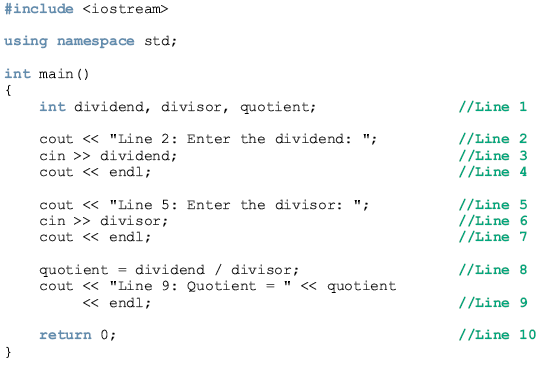 #include <iostream>
using namespace std;
int main()
{
int dividend, divisor, quotient; //Line 1
cout << "Line 2: Enter the dividend: "; //Line 2
cin >> dividend; //Line 3
cout << endl; //Line 4
cout << "Line 5: Enter the divisor: "; //Line 5
cin >> divisor; //Line 6
cout << endl; //Line 7
quotient = dividend / divisor; //Line 8
cout << "Line 9: Quotient = " << quotient
<< endl; //Line 9
return 0; //Line 10
}